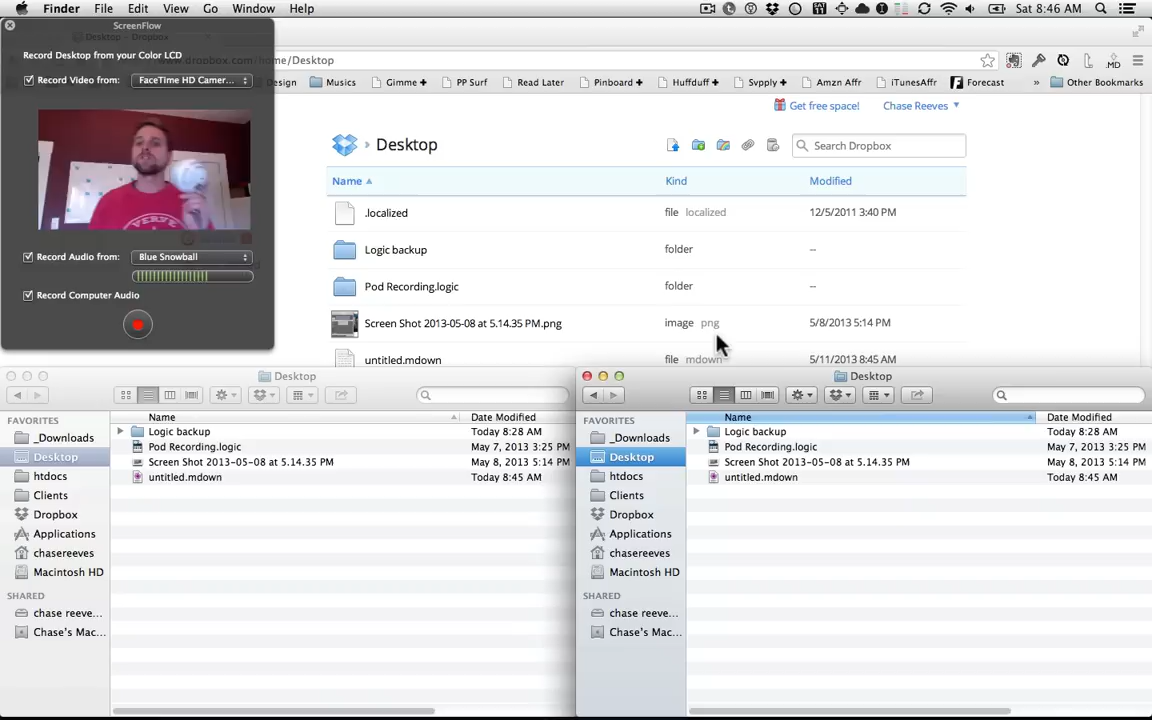 Finder File Edit View Go Window Help Sat 8:46 AM
ScreenFlow
Desktop - Dropbox
Record Desktop from your Color LCD
www.dropbox.com/home/Desktop
Record Video from: FaceTime HD Camer...
Design Musics Gimme + PP Surf Read Later Pinboard + Huffduff + Svpply + Amzn Affr iTunesAffr Forecast » Other Bookmarks
Get free space! Chase Reeves
Desktop
Search Dropbox
Name Kind Modified
.localized file localized 12/5/2011 3:40 PM
Logic backup folder --
Record Audio from: Blue Snowball
Pod Recording.logic folder --
Record Computer Audio
Screen Shot 2013-05-08 at 5.14.35 PM.png image png 5/8/2013 5:14 PM
untitled.mdown file mdown 5/11/2013 8:45 AM
Desktop
FAVORITES
_Downloads
Desktop
htdocs
Clients
Dropbox
Applications
chasereeves
Macintosh HD
SHARED
chase reeve...
Chase's Mac...
Name Date Modified
Logic backup Today 8:28 AM
Pod Recording.logic May 7, 2013 3:25 PM
Screen Shot 2013-05-08 at 5.14.35 PM May 8, 2013 5:14 PM
untitled.mdown Today 8:45 AM
Desktop
FAVORITES
_Downloads
Desktop
htdocs
Clients
Dropbox
Applications
chasereeves
Macintosh HD
SHARED
chase reeve...
Chase's Mac...
Name Date Modified
Logic backup Today 8:28 AM
Pod Recording.logic May 7, 2013 3:25 PM
Screen Shot 2013-05-08 at 5.14.35 PM May 8, 2013 5:14 PM
untitled.mdown Today 8:45 AM